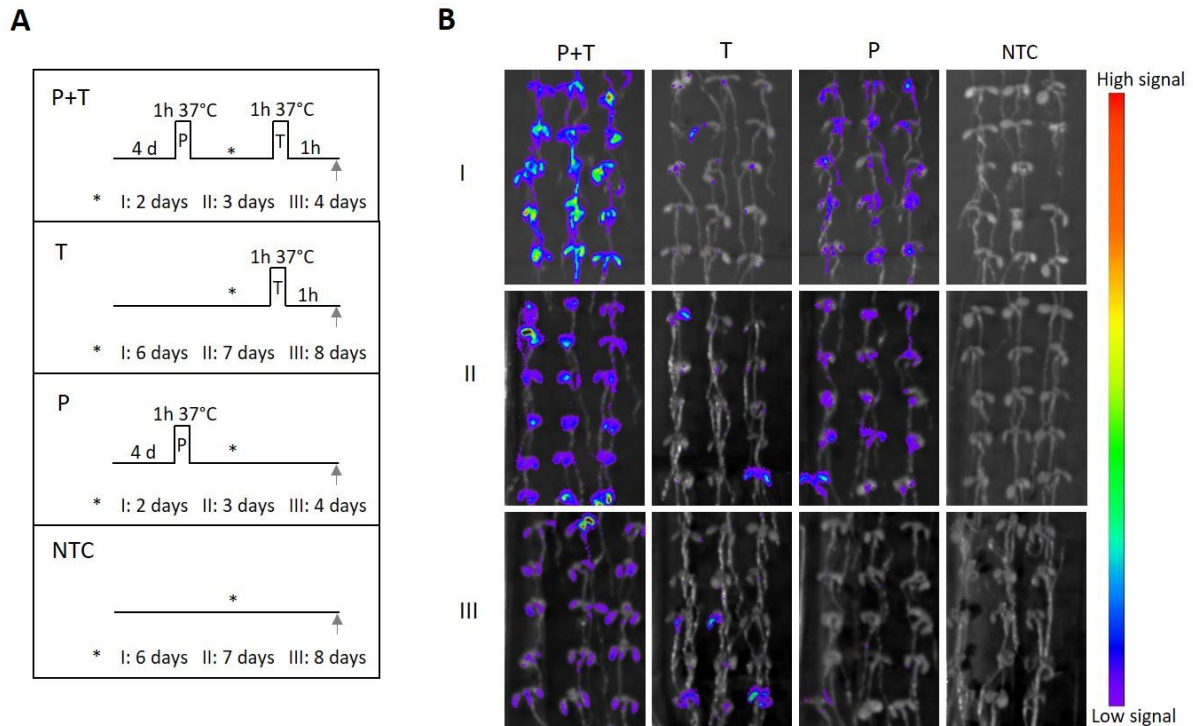 A
P+T
1h 37°C 1h 37°C
4 d P * T 1h
* I: 2 days II: 3 days III: 4 days
T
1h 37°C
* T 1h
* I: 6 days II: 7 days III: 8 days
P
1h 37°C
4 d P *
* I: 2 days II: 3 days III: 4 days
NTC
*
* I: 6 days II: 7 days III: 8 days
B
P+T T P NTC
I
II
III
High signal
Low signal